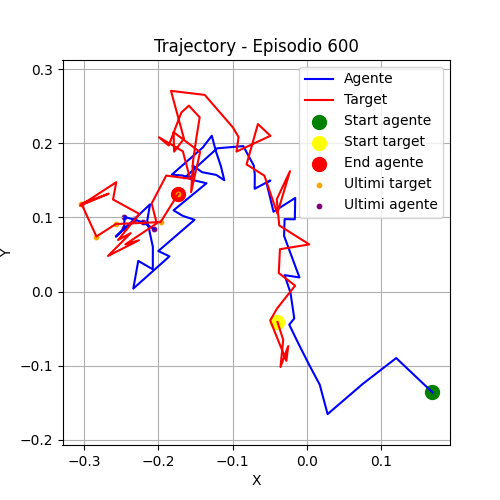 Trajectory - Episodio 600
Agente
Target
Start agente
Start target
End agente
Ultimi target
Ultimi agente
Y
0.3
0.2
0.1
0.0
−0.1
−0.2
−0.3
−0.2
−0.1
0.0
0.1
X